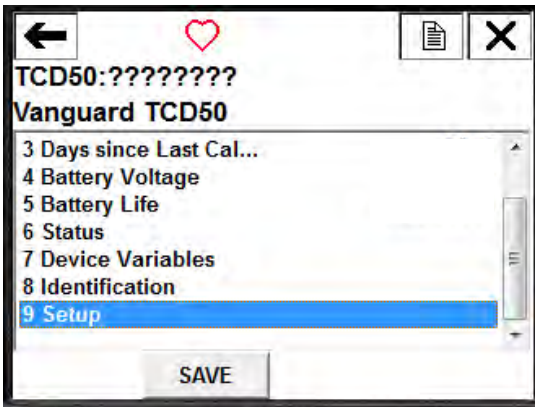 TCD50:????????
Vanguard TCD50
3 Days since Last Cal...
4 Battery Voltage
5 Battery Life
6 Status
7 Device Variables
8 Identification
9 Setup
SAVE